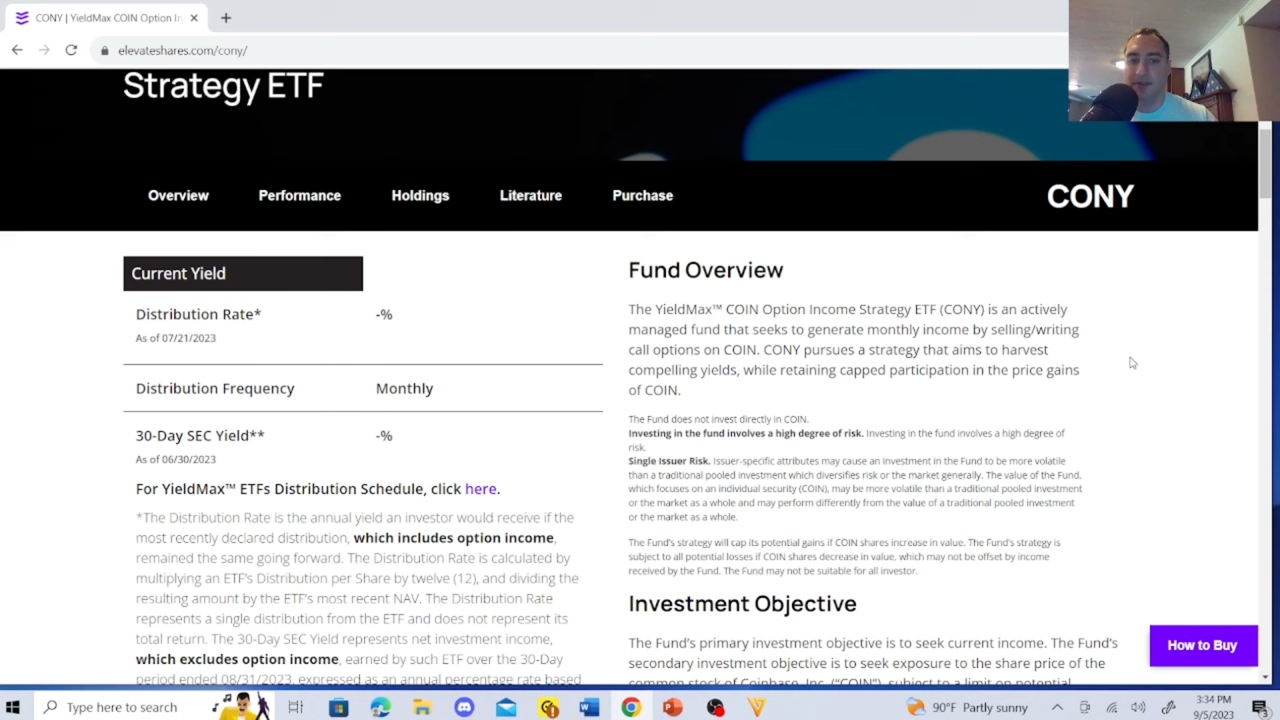 CONY | YieldMax COIN Option In
elevateshares.com/cony/
Strategy ETF
Overview
Performance
Holdings
Literature
Purchase
CONY
Current Yield
Distribution Rate*
-%
As of 07/21/2023
Distribution Frequency
Monthly
30-Day SEC Yield**
-%
As of 06/30/2023
For YieldMax™ ETFs Distribution Schedule, click here.
*The Distribution Rate is the annual yield an investor would receive if the
most recently declared distribution, which includes option income,
remained the same going forward. The Distribution Rate is calculated by
multiplying an ETF's Distribution per Share by twelve (12), and dividing the
resulting amount by the ETF's most recent NAV. The Distribution Rate
represents a single distribution from the ETF and does not represent its
total return. The 30-Day SEC Yield represents net investment income,
which excludes option income, earned by such ETF over the 30-Day
period ended 08/31/2023, expressed as an annual percentage rate based
Fund Overview
The YieldMax™ COIN Option Income Strategy ETF (CONY) is an actively
managed fund that seeks to generate monthly income by selling/writing
call options on COIN. CONY pursues a strategy that aims to harvest
compelling yields, while retaining capped participation in the price gains
of COIN.
The Fund does not invest directly in COIN.
Investing in the fund involves a high degree of risk. Investing in the fund involves a high degree of
risk.
Single Issuer Risk. Issuer-specific attributes may cause an investment in the Fund to be more volatile
than a traditional pooled investment which diversifies risk or the market generally. The value of the Fund,
which focuses on an individual security (COIN), may be more volatile than a traditional pooled investment
or the market as a whole and may perform differently from the value of a traditional pooled investment
or the market as a whole.
The Fund's strategy will cap its potential gains if COIN shares increase in value. The Fund's strategy is
subject to all potential losses if COIN shares decrease in value, which may not be offset by income
received by the Fund. The Fund may not be suitable for all investor.
Investment Objective
The Fund's primary investment objective is to seek current income. The Fund's
secondary investment objective is to seek exposure to the share price of the
common stock of Coinbase, Inc. ("COIN"), subject to a limit on potential
How to Buy
Type here to search
90°F Partly sunny
3:34 PM
9/5/2023